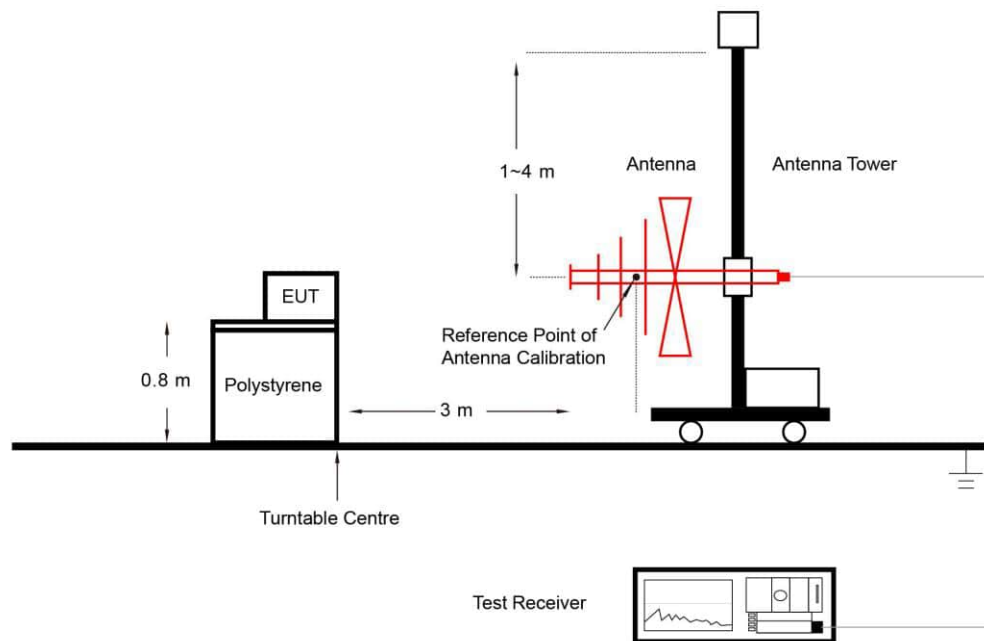 Antenna
Antenna Tower
1~4 m
EUT
Reference Point of
Antenna Calibration
0.8 m
Polystyrene
3 m
Turntable Centre
Test Receiver